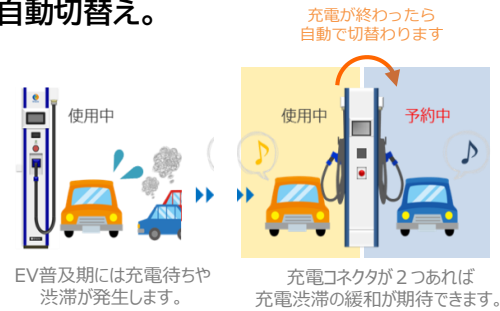 自動切替え。
充電が終わったら
自動で切替わります
使用中
使用中
予約中
EV普及期には充電待ちや
渋滞が発生します。
充電コネクタが２つあれば
充電渋滞の緩和が期待できます。